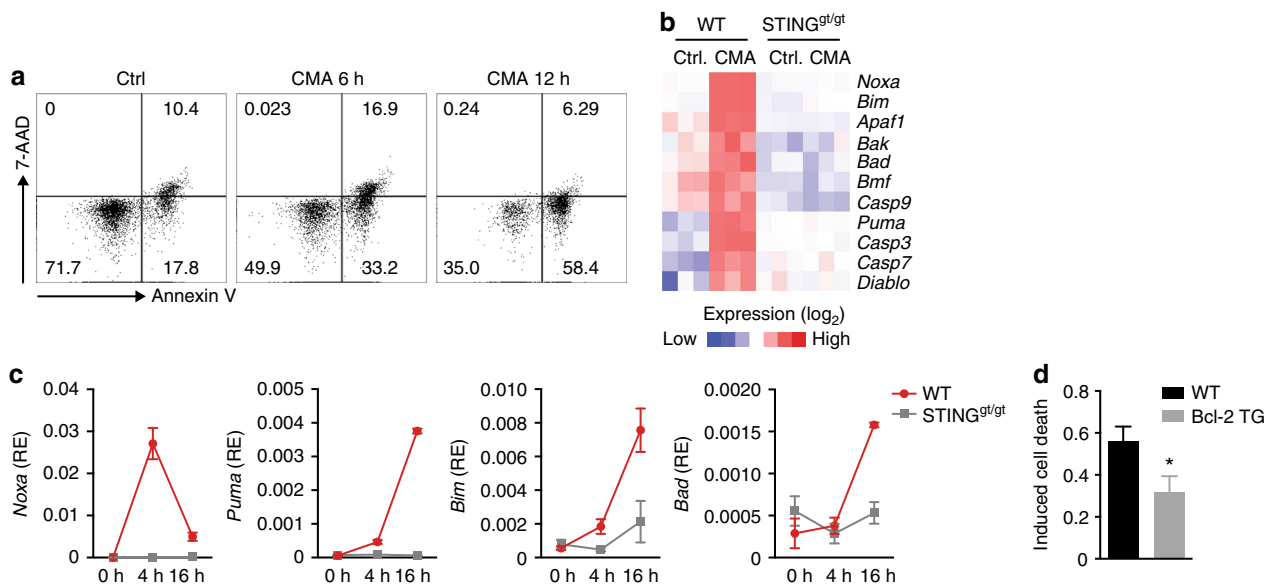 a
Ctrl
CMA 6 h
CMA 12 h
7-AAD
0
10.4
71.7
17.8
0.023
16.9
49.9
33.2
0.24
6.29
35.0
58.4
Annexin V
b
WT
STINGgt/gt
Ctrl.
CMA
Ctrl.
CMA
Noxa
Bim
Apaf1
Bak
Bad
Bmf
Casp9
Puma
Casp3
Casp7
Diablo
Expression (log2)
Low
High
c
Noxa (RE)
0.04
0.03
0.02
0.01
0
0 h 4 h 16 h
Puma (RE)
0.005
0.004
0.003
0.002
0.001
0
0 h 4 h 16 h
Bim (RE)
0.010
0.008
0.006
0.004
0.002
0
0 h 4 h 16 h
Bad (RE)
0.0020
0.0015
0.0010
0.0005
0
0 h 4 h 16 h
WT
STINGgt/gt
d
Induced cell death
0.8
0.6
0.4
0.2
0
*
WT
Bcl-2 TG